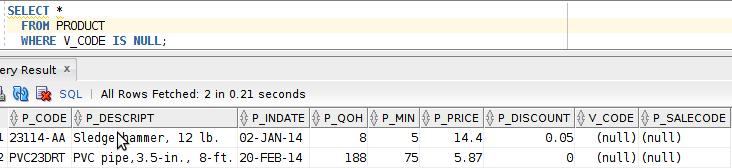 SELECT *
FROM PRODUCT
WHERE V_CODE IS NULL;
ery Result x
SQL | All Rows Fetched: 2 in 0.21 seconds
P_CODE P_DESCRIPT P_INDATE P_QOH P_MIN P_PRICE P_DISCOUNT V_CODE P_SALECODE
1 23114-AA Sledgehammer, 12 lb. 02-JAN-14 8 5 14.4 0.05 (null) (null)
2 PVC23DRT PVC pipe,3.5-in., 8-ft. 20-FEB-14 188 75 5.87 0 (null) (null)